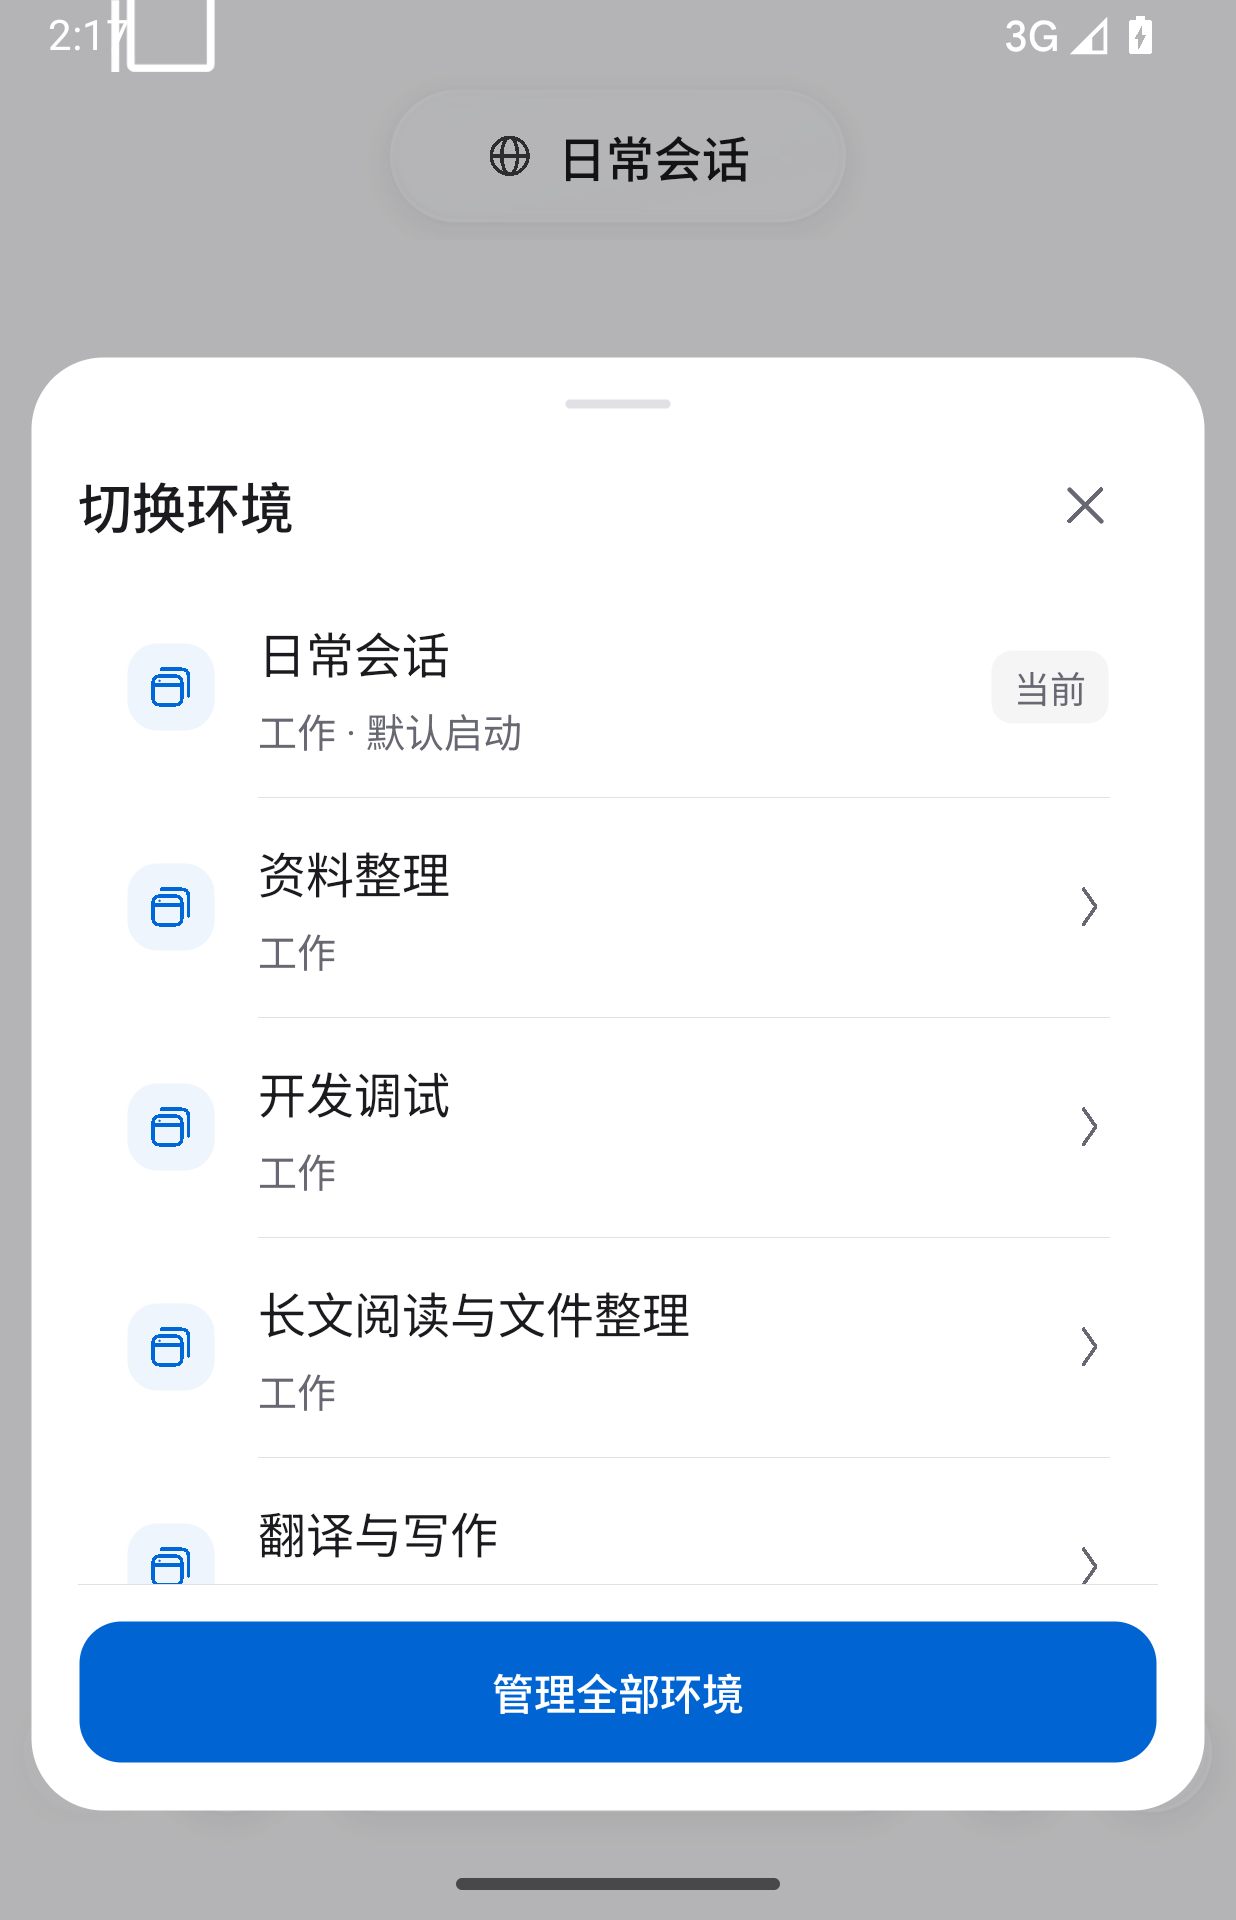 2:17
3G
日常会话
切换环境
日常会话
当前
工作 · 默认启动
资料整理
工作
开发调试
工作
长文阅读与文件整理
工作
翻译与写作
管理全部环境